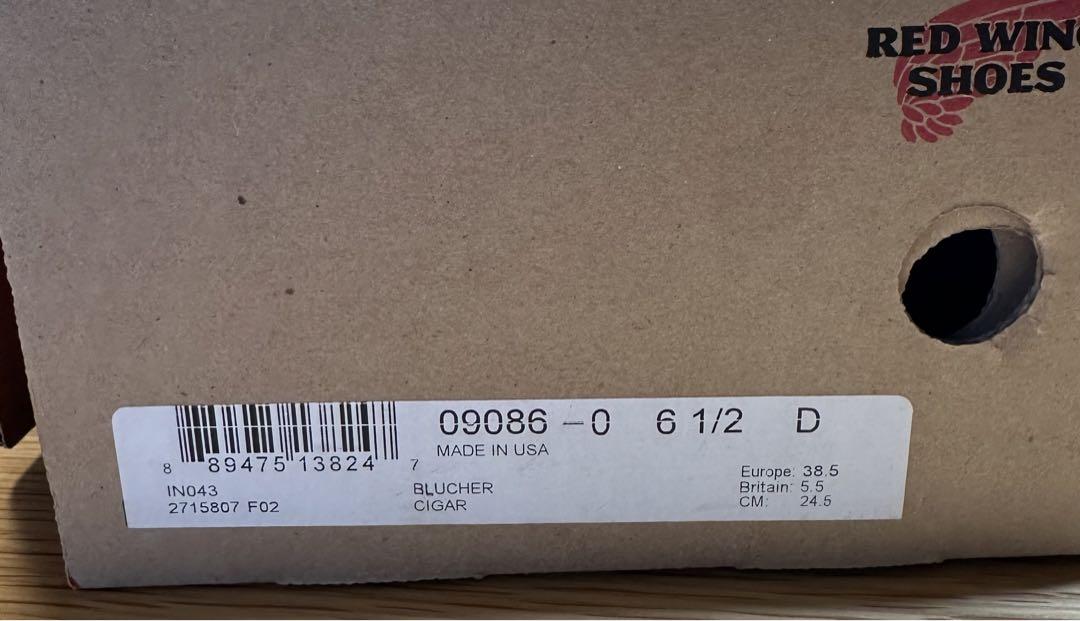 RED WING
SHOES
09086 – 0 6 1/2 D
MADE IN USA
8 89475 13824 7
IN043
2715807 F02
BLUCHER
CIGAR
Europe: 38.5
Britain: 5.5
CM: 24.5